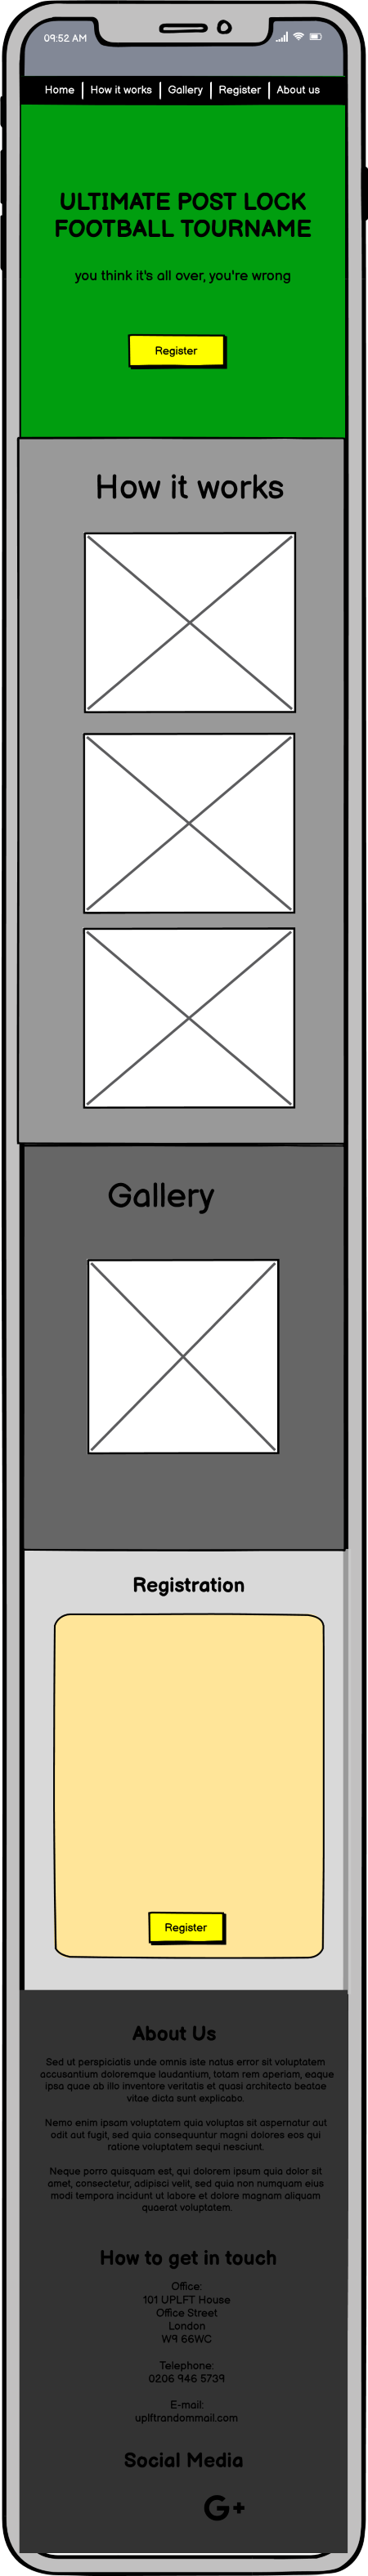 09:52 AM
Home | How it works | Gallery | Register | About us
ULTIMATE POST LOCK
FOOTBALL TOURNAME
you think it's all over, you're wrong
Register
How it works
Gallery
Registration
Register
About Us
Sed ut perspiciatis unde omnis iste natus error sit voluptatem
accusantium doloremque laudantium, totam rem aperiam, eaque
ipsa quae ab illo inventore veritatis et quasi architecto beatae
vitae dicta sunt explicabo.
Nemo enim ipsam voluptatem quia voluptas sit aspernatur aut
odit aut fugit, sed quia consequuntur magni dolores eos qui
ratione voluptatem sequi nesciunt.
Neque porro quisquam est, qui dolorem ipsum quia dolor sit
amet, consectetur, adipisci velit, sed quia non numquam eius
modi tempora incidunt ut labore et dolore magnam aliquam
quaerat voluptatem.
How to get in touch
Office:
101 UPLFT House
Office Street
London
W9 66WC
Telephone:
0206 946 5739
E-mail:
uplftrandommail.com
Social Media
G+